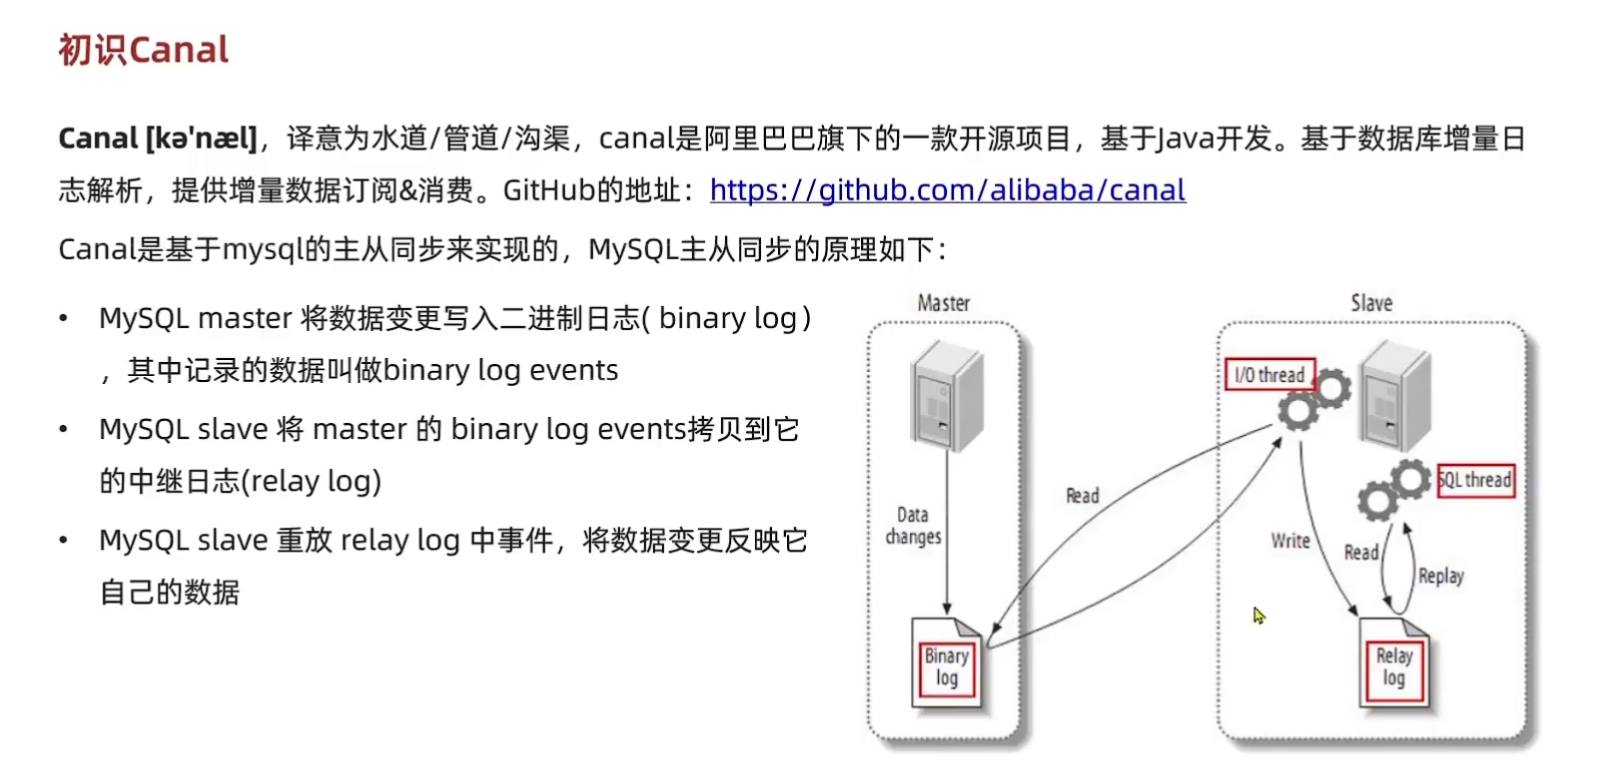 初识Canal
Canal [kə'næl]，译意为水道/管道/沟渠，canal是阿里巴巴旗下的一款开源项目，基于Java开发。基于数据库增量日
志解析，提供增量数据订阅&消费。GitHub的地址：https://github.com/alibaba/canal
Canal是基于mysql的主从同步来实现的，MySQL主从同步的原理如下：
• MySQL master 将数据变更写入二进制日志( binary log）
，其中记录的数据叫做binary log events
• MySQL slave 将 master 的 binary log events拷贝到它
的中继日志(relay log)
• MySQL slave 重放 relay log 中事件，将数据变更反映它
自己的数据
Master
Slave
I/O thread
SQL thread
Read
Data
changes
Write
Read
Replay
Binary
log
Relay
log